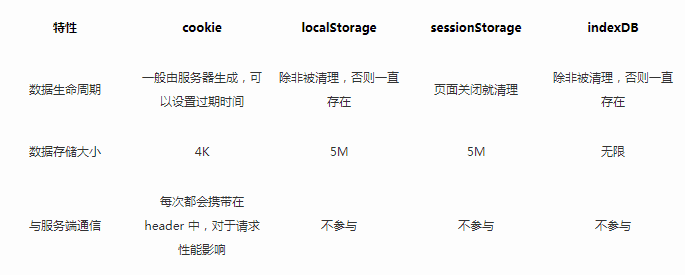 特性 cookie localStorage sessionStorage indexDB
数据生命周期 一般由服务器生成，可以设置过期时间 除非被清理，否则一直存在 页面关闭就清理 除非被清理，否则一直存在
数据存储大小 4K 5M 5M 无限
与服务端通信 每次都会携带在 header 中，对于请求性能影响 不参与 不参与 不参与